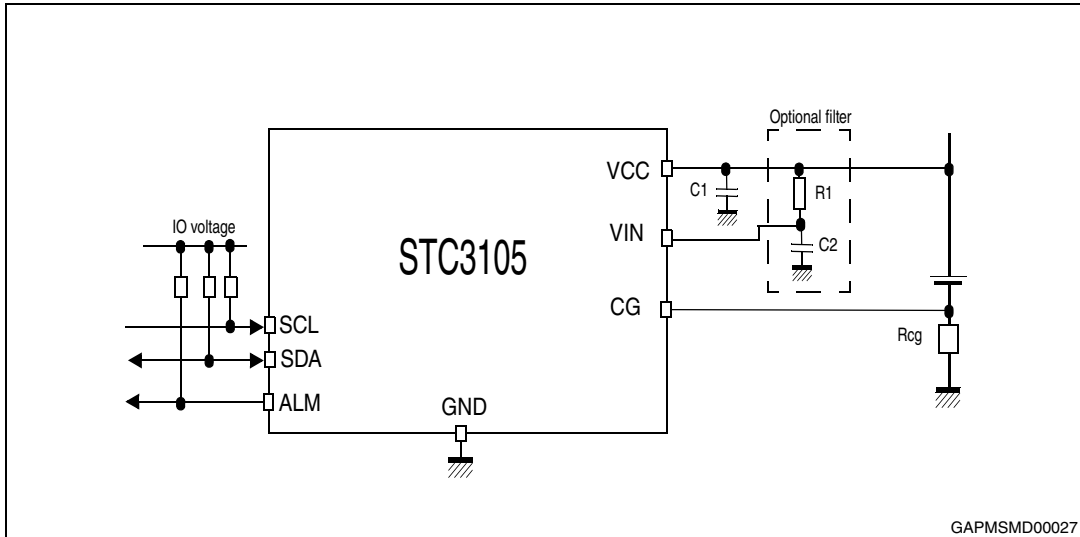 Optional filter
VCC
C1
R1
IO voltage
VIN
C2
STC3105
CG
SCL
Rcg
SDA
ALM
GND
GAPMSMD00027